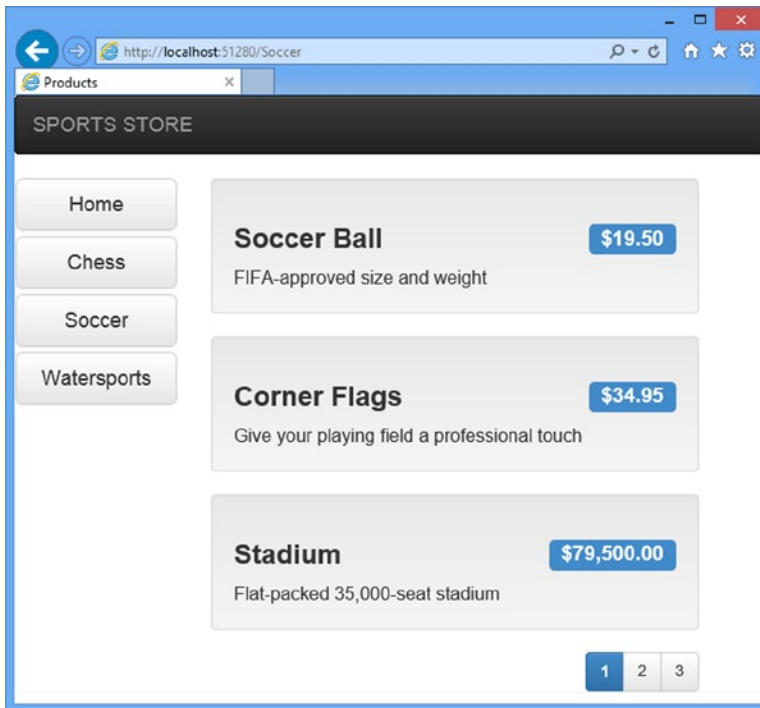 http://localhost:51280/Soccer
Products
SPORTS STORE
Home
Chess
Soccer
Watersports
Soccer Ball
$19.50
FIFA-approved size and weight
Corner Flags
$34.95
Give your playing field a professional touch
Stadium
$79,500.00
Flat-packed 35,000-seat stadium
1 2 3